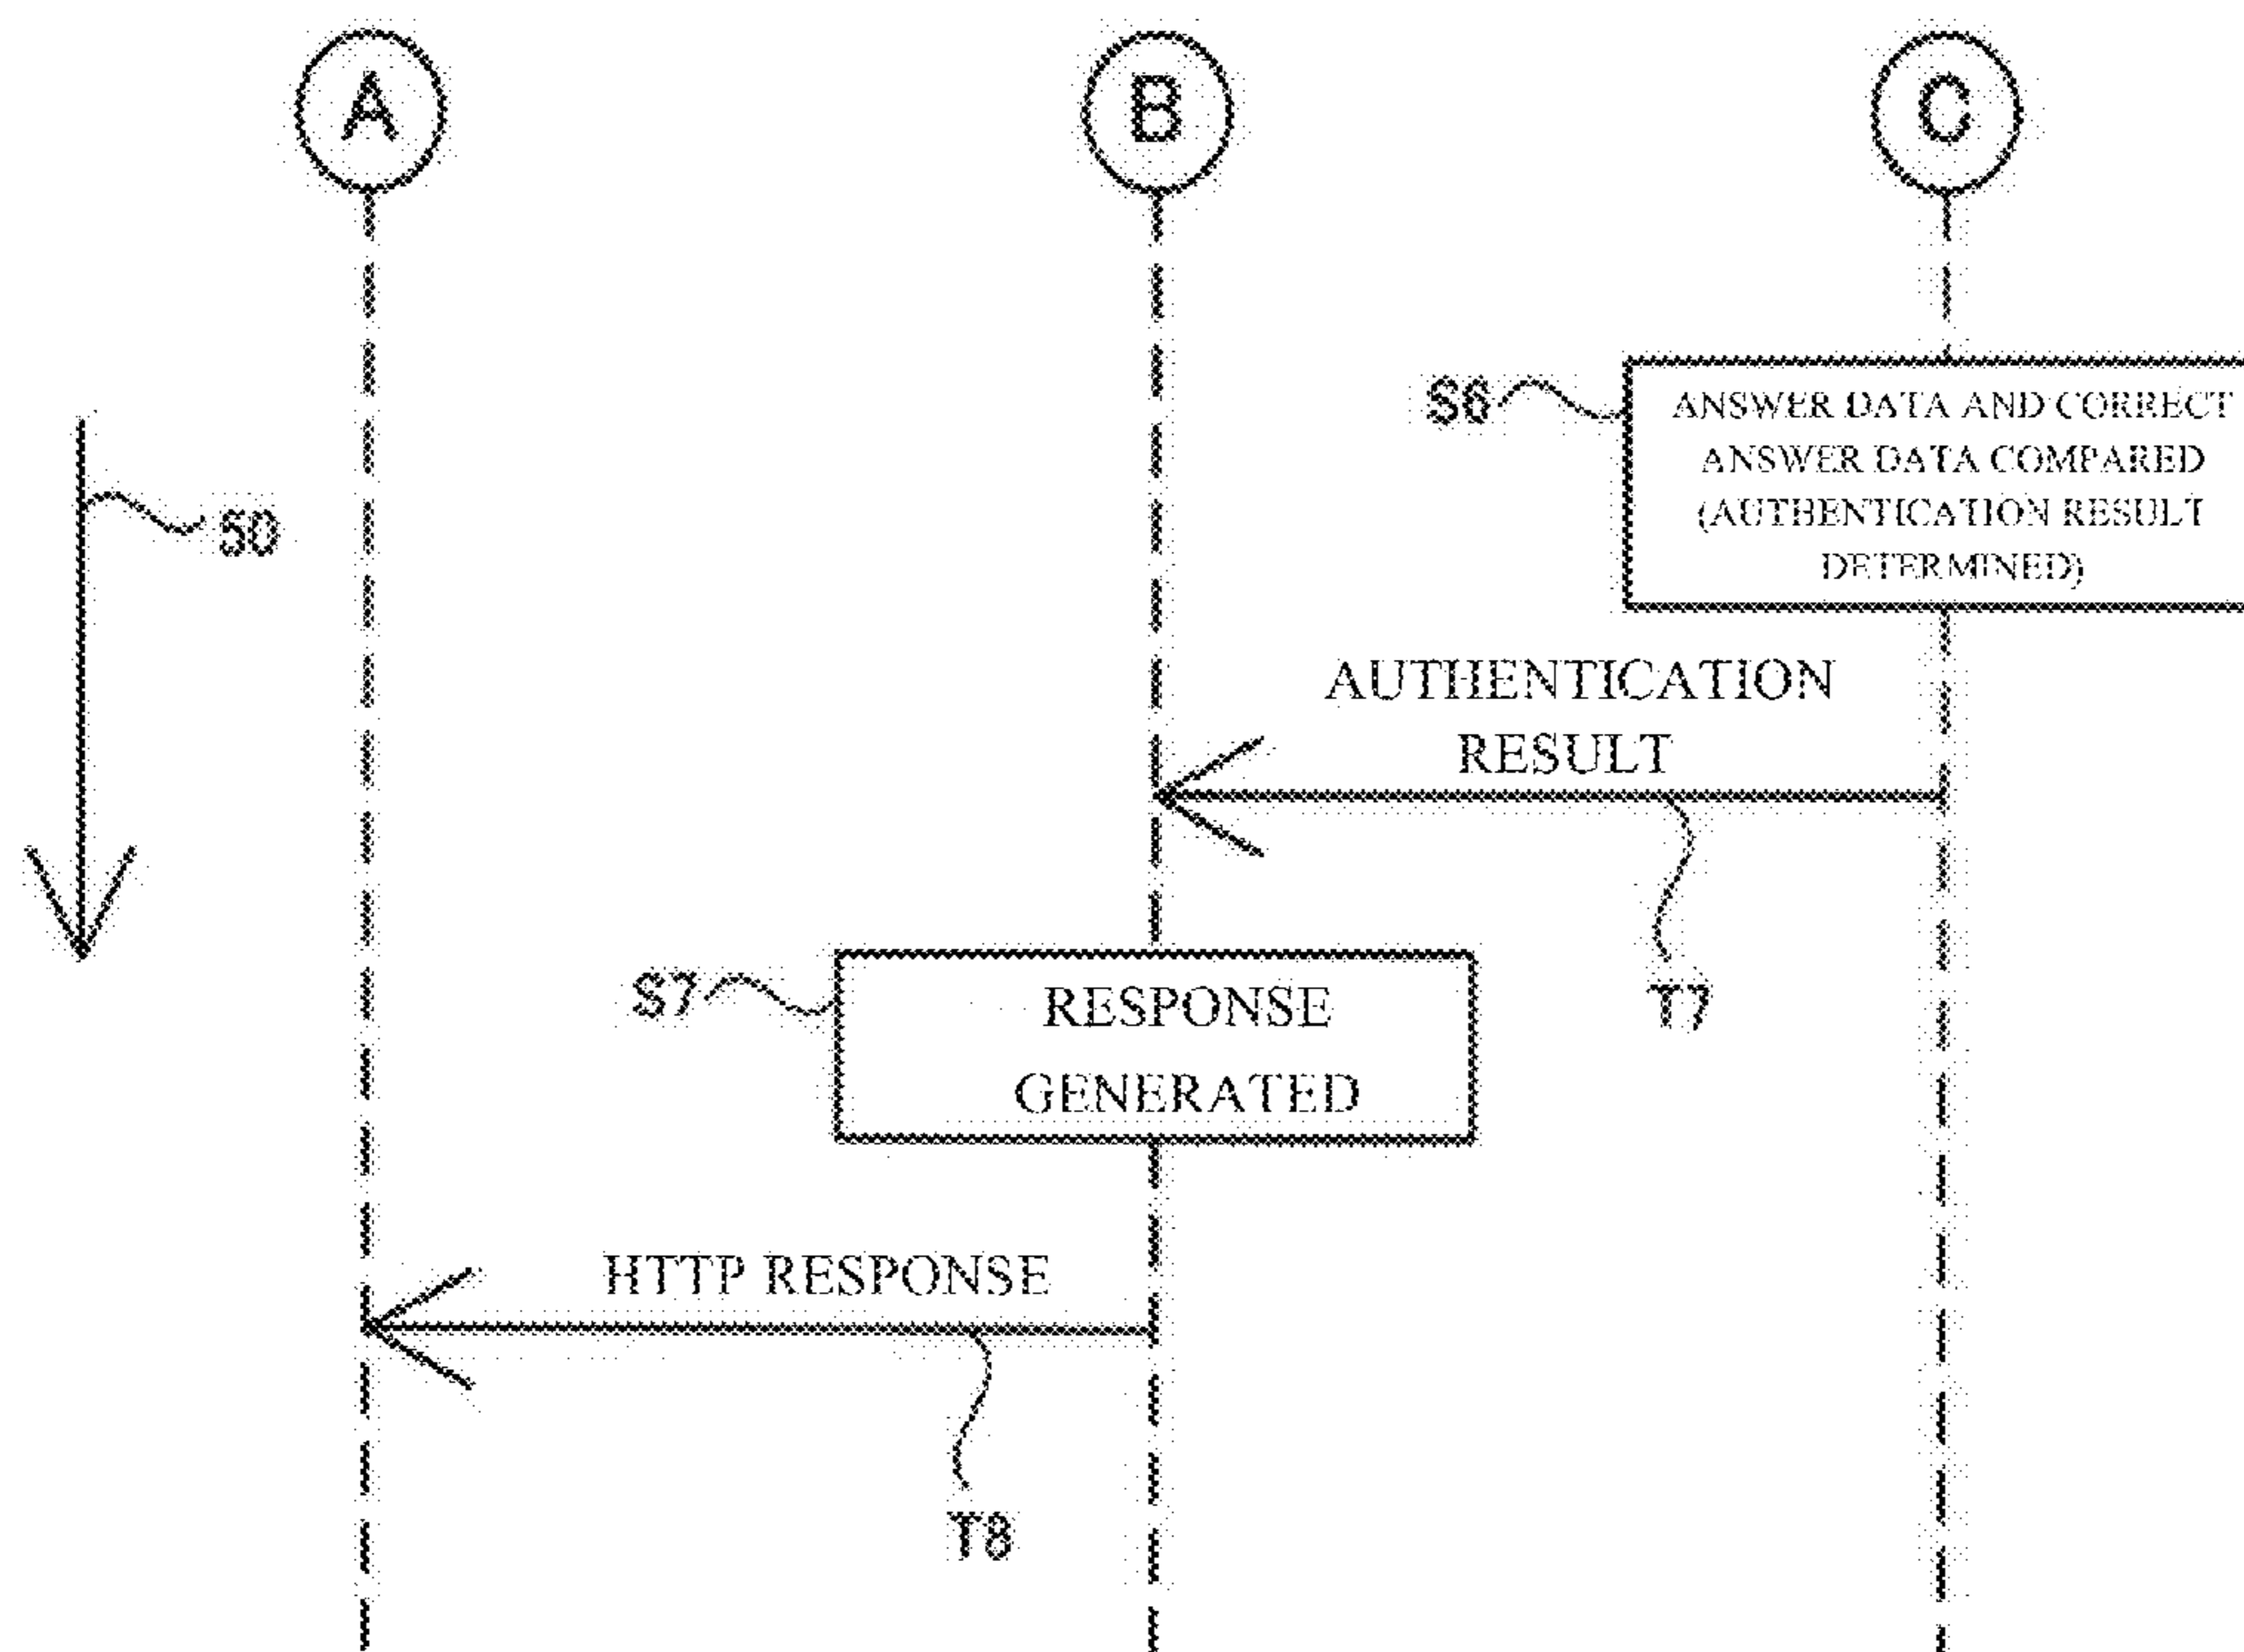 A
B
C
S6
ANSWER DATA AND CORRECT
ANSWER DATA COMPARED
(AUTHENTICATION RESULT
DETERMINED)
50
AUTHENTICATION
RESULT
T7
S7
RESPONSE
GENERATED
HTTP RESPONSE
T8